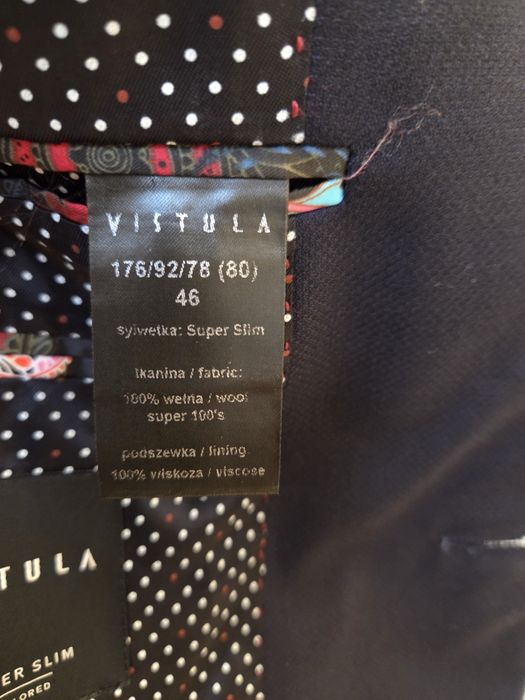 VISTULA
176/92/78 (80)
46
sylwetka: Super Slim
tkanina / fabric:
100% wełna / wool
super 100's
podszewka / lining
100% wiskoza / viscose
TULA
ER SLIM
LORED